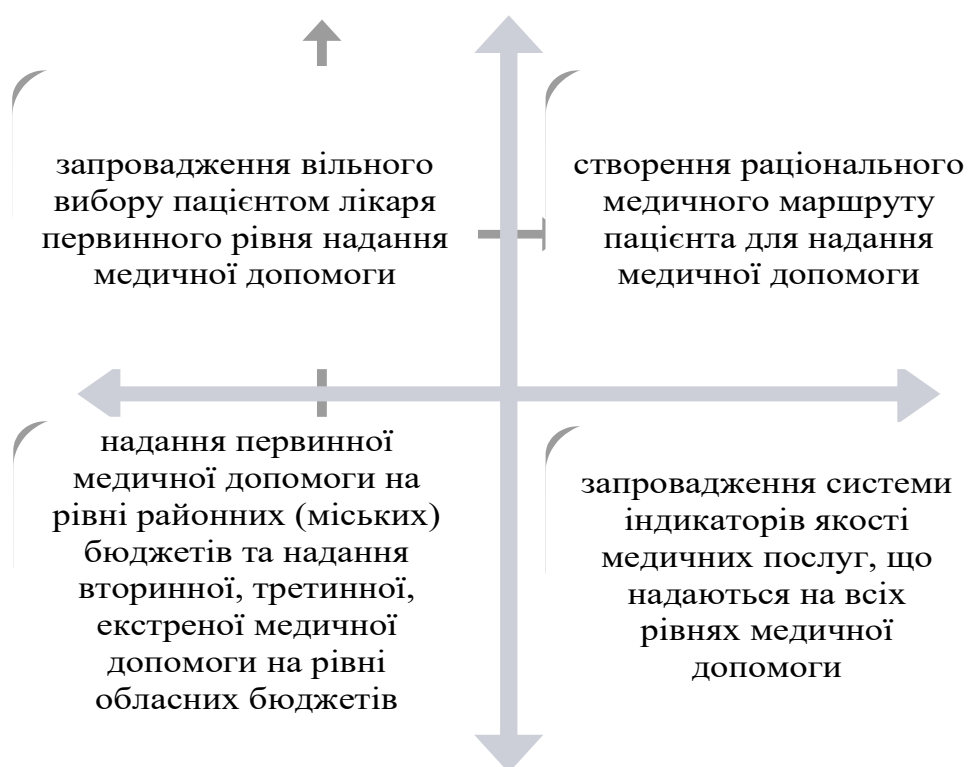 запровадження вільного
вибору пацієнтом лікаря
первинного рівня надання
медичної допомоги
створення раціонального
медичного маршруту
пацієнта для надання
медичної допомоги
надання первинної
медичної допомоги на
рівні районних (міських)
бюджетів та надання
вторинної, третинної,
екстреної медичної
допомоги на рівні
обласних бюджетів
запровадження системи
індикаторів якості
медичних послуг, що
надаються на всіх
рівнях медичної
допомоги